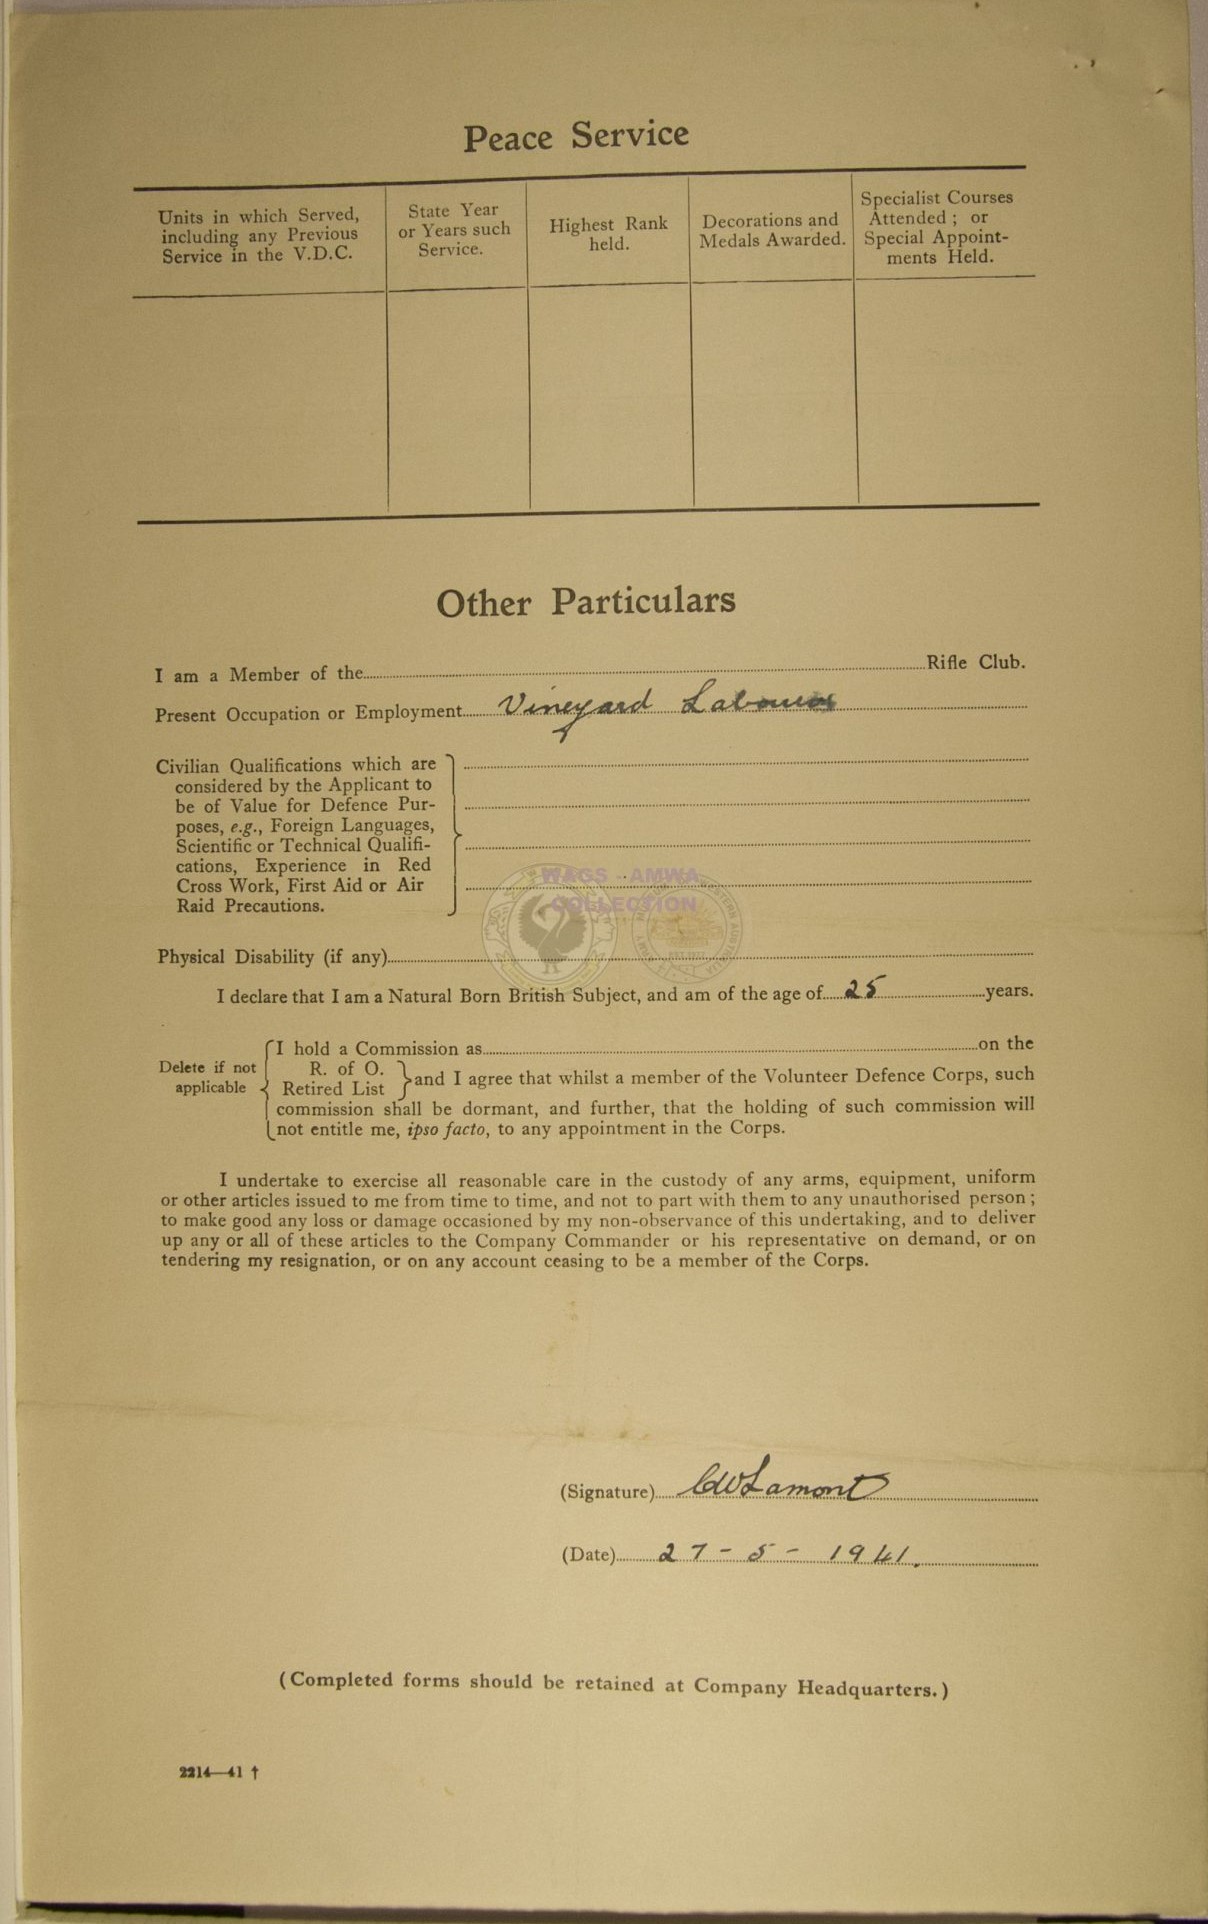 Peace Service
Units in which Served,
including any Previous
Service in the V.D.C.
State Year
or Years such
Service.
Highest Rank
held.
Decorations and
Medals Awarded.
Specialist Courses
Attended ; or
Special Appoint-
ments Held.
Other Particulars
I am a Member of the Rifle Club.
Present Occupation or Employment Vineyard Labourer
Civilian Qualifications which are
considered by the Applicant to
be of Value for Defence Pur-
poses, e.g., Foreign Languages,
Scientific or Technical Qualifi-
cations, Experience in Red
Cross Work, First Aid or Air
Raid Precautions.
WAGS - AMWA
COLLECTION
Physical Disability (if any)
I declare that I am a Natural Born British Subject, and am of the age of 25 years.
Delete if not
applicable
I hold a Commission as on the
R. of O.
Retired List
and I agree that whilst a member of the Volunteer Defence Corps, such
commission shall be dormant, and further, that the holding of such commission will
not entitle me, ipso facto, to any appointment in the Corps.
I undertake to exercise all reasonable care in the custody of any arms, equipment, uniform
or other articles issued to me from time to time, and not to part with them to any unauthorised person ;
to make good any loss or damage occasioned by my non-observance of this undertaking, and to deliver
up any or all of these articles to the Company Commander or his representative on demand, or on
tendering my resignation, or on any account ceasing to be a member of the Corps.
(Signature) CW Lamont
(Date) 27 - 5 - 1941.
(Completed forms should be retained at Company Headquarters.)
2214—41 †